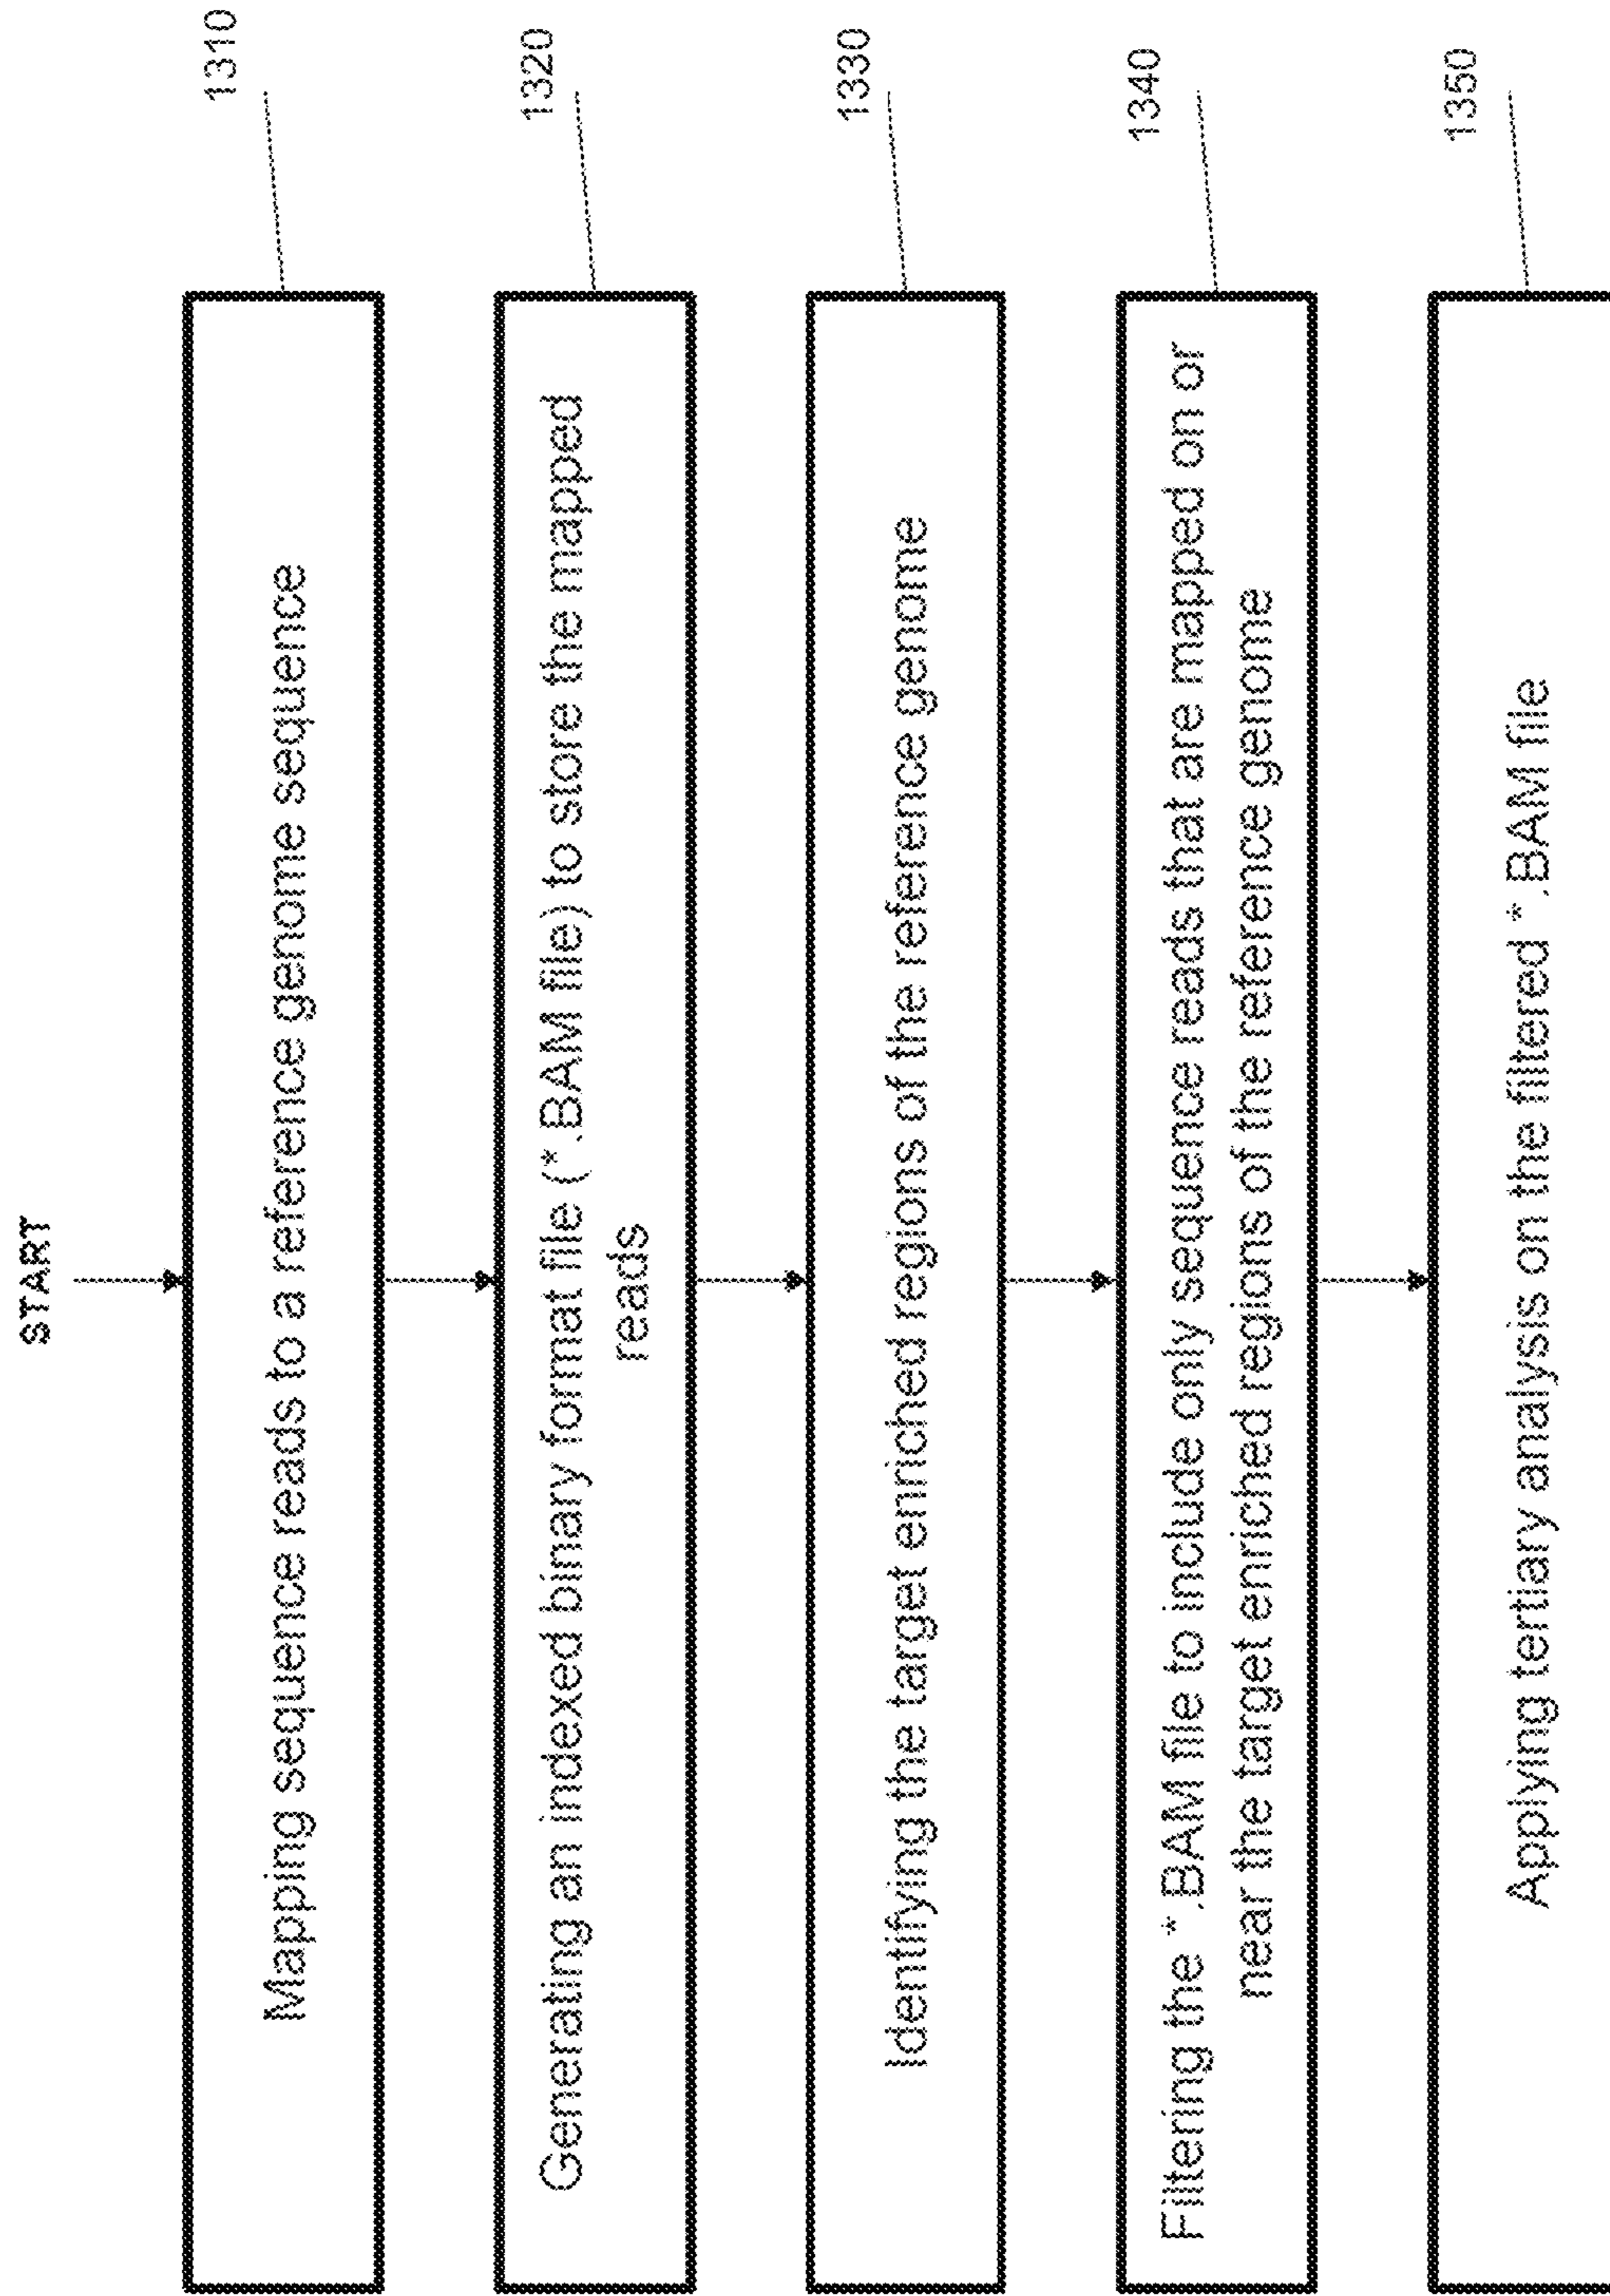 START
1310
Mapping sequence reads to a reference genome sequence
1320
Generating an indexed binary format file (*.BAM file) to store the mapped
reads
1330
Identifying the target enriched regions of the reference genome
1340
Filtering the *.BAM file to include only sequence reads that are mapped on or
near the target enriched regions of the reference genome
1350
Applying tertiary analysis on the filtered *.BAM file